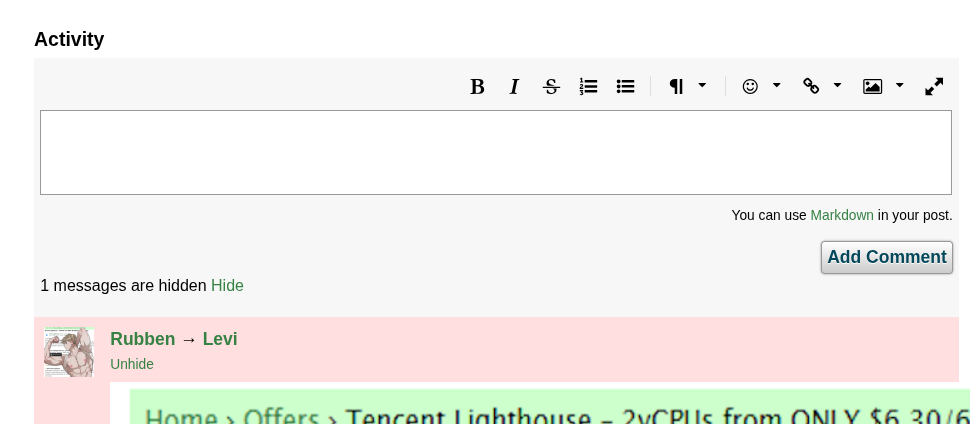 Activity
B I S
You can use Markdown in your post.
Add Comment
1 messages are hidden Hide
Rubben → Levi
Unhide
Home › Offers › Tencent Lighthouse – 2vCPUs from ONLY $6.30/6